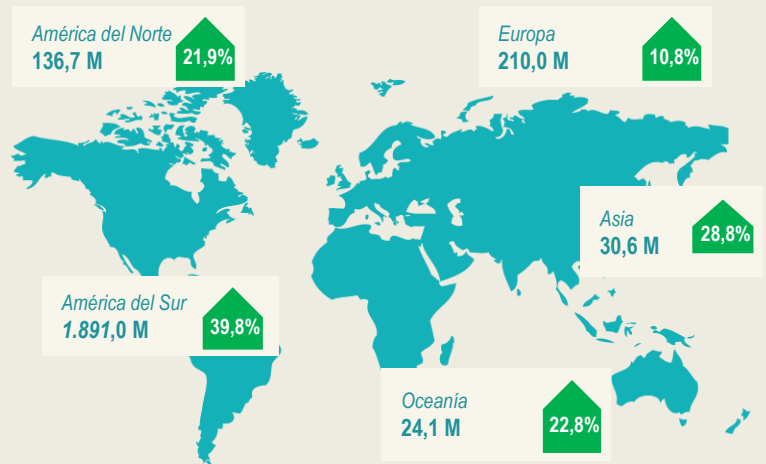 América del Norte
136,7 M
21,9%
Europa
210,0 M
10,8%
Asia
30,6 M
28,8%
América del Sur
1.891,0 M
39,8%
Oceanía
24,1 M
22,8%